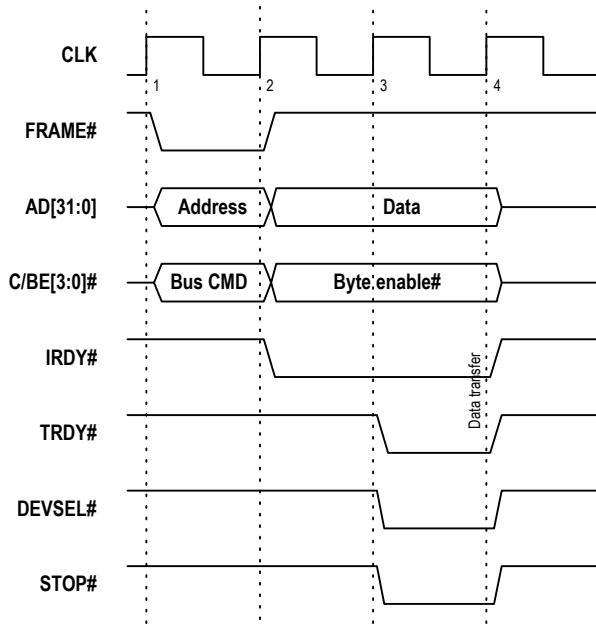 CLK
1 2 3 4
FRAME#
AD[31:0] Address Data
C/BE[3:0]# Bus CMD Byte enable#
IRDY#
Data transfer
TRDY#
DEVSEL#
STOP#